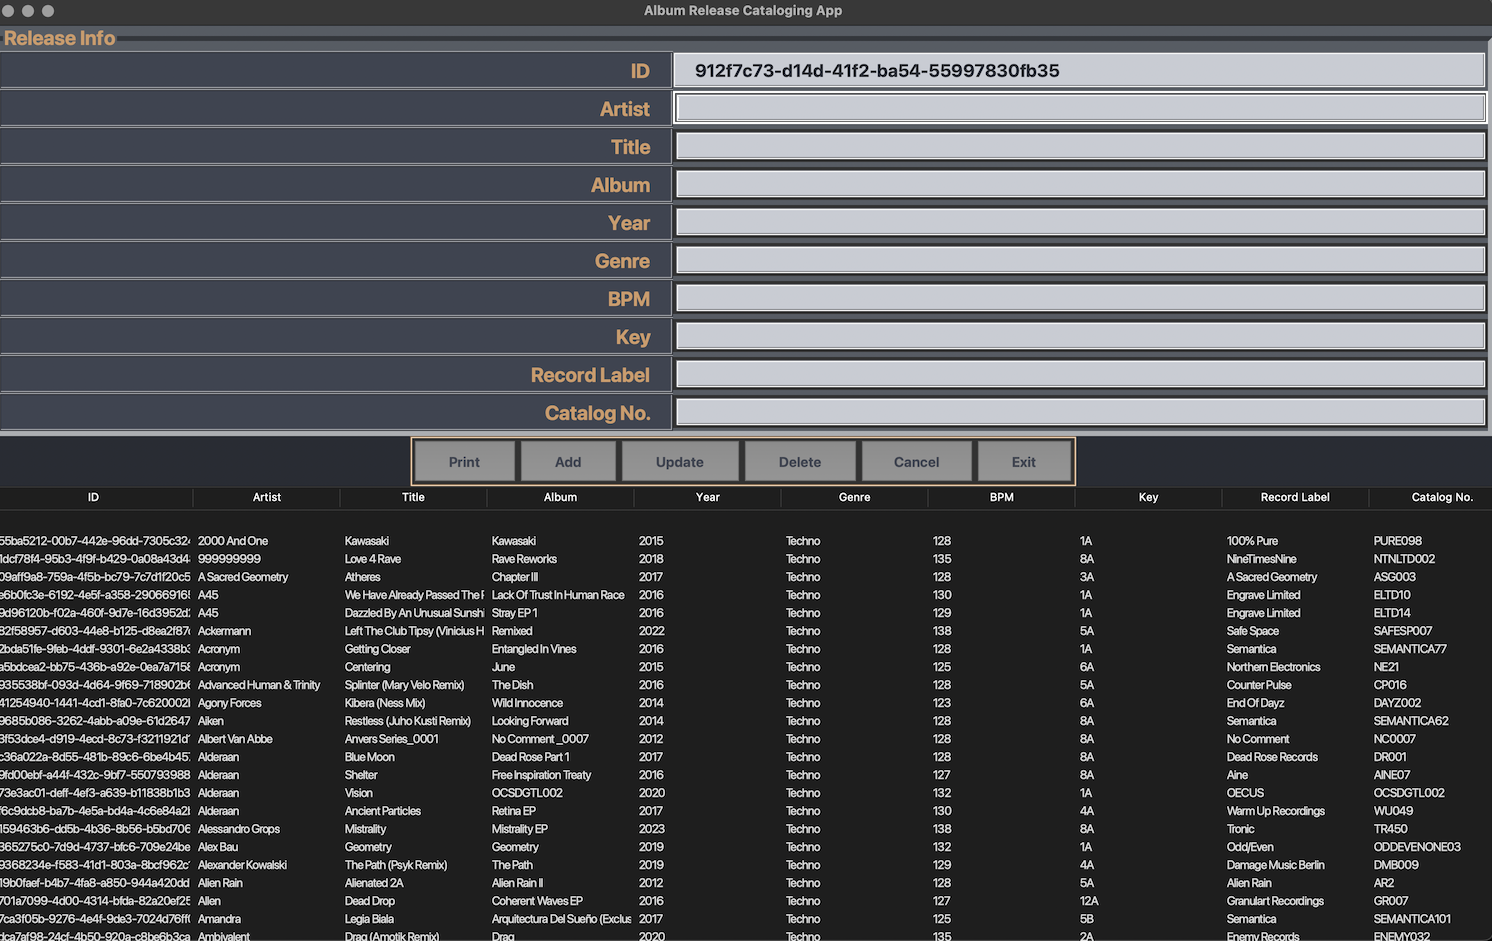 Album Release Cataloging App
Release Info
ID 912f7c73-d14d-41f2-ba54-55997830fb35
Artist
Title
Album
Year
Genre
BPM
Key
Record Label
Catalog No.
Print Add Update Delete Cancel Exit
ID Artist Title Album Year Genre BPM Key Record Label Catalog No.
55ba5212-00b7-442e-96dd-7305c324 2000 And One Kawasaki Kawasaki 2015 Techno 128 1A 100% Pure PURE098
1dcf78f4-95b3-4f9f-b429-0a08a43d4 999999999 Love 4 Rave Rave Reworks 2018 Techno 135 8A NineTimesNine NTNLTD002
09aff9a8-759a-4f5b-bc79-7c7d1f20c5 A Sacred Geometry Atheres Chapter III 2017 Techno 128 3A A Sacred Geometry ASG003
e6b0fc3e-6192-4e5f-a358-290669165 A45 We Have Already Passed The F Lack Of Trust In Human Race 2016 Techno 130 1A Engrave Limited ELTD10
9d96120b-f02a-460f-9d7e-16d3952d A45 Dazzled By An Unusual Sunshi Stray EP 1 2016 Techno 129 1A Engrave Limited ELTD14
82f58957-d603-44e8-b125-d8ea2f87 Ackermann Left The Club Tipsy (Vinicius H Remixed 2022 Techno 138 5A Safe Space SAFESP007
2bda51fe-9feb-4ddf-9301-6e2a4338b Acronym Getting Closer Entangled In Vines 2016 Techno 128 1A Semantica SEMANTICA77
a5bdcea2-bb75-436b-a92e-0ea7a715 Acronym Centering June 2015 Techno 125 6A Northern Electronics NE21
935538bf-093d-4d64-9f69-718902b Advanced Human & Trinity Splinter (Mary Velo Remix) The Dish 2016 Techno 128 5A Counter Pulse CP016
41254940-1441-4cd1-8fa0-7c620002 Agony Forces Kibera (Ness Mix) Wild Innocence 2014 Techno 123 6A End Of Dayz DAYZ002
9685b086-3262-4abb-a09e-61d2647 Aiken Restless (Juho Kusti Remix) Looking Forward 2014 Techno 128 8A Semantica SEMANTICA62
3f53dce4-d919-4ecd-8c73-f3211921d Albert Van Abbe Anvers Series_0001 No Comment _0007 2012 Techno 128 8A No Comment NC0007
c36a022a-8d55-481b-89c6-6be4b45 Alderaan Blue Moon Dead Rose Part 1 2017 Techno 128 8A Dead Rose Records DR001
9fd00ebf-a44f-432c-9bf7-550793988 Alderaan Shelter Free Inspiration Treaty 2016 Techno 127 8A Aine AINE07
73e3ac01-deff-4ef3-a639-b11838b1b3 Alderaan Vision OCSDGTL002 2020 Techno 132 1A OECUS OCSDGTL002
f6c9dcb8-ba7b-4e5a-bd4a-4c6e84a2 Alderaan Ancient Particles Retina EP 2017 Techno 130 4A Warm Up Recordings WU049
159463b6-dd5b-4b36-8b56-b5bd706 Alessandro Grops Mistrality Mistrality EP 2023 Techno 138 8A Tronic TR450
365275c0-7d9d-4737-bfc6-709e24be Alex Bau Geometry Geometry 2019 Techno 132 1A Odd/Even ODDEVENONE03
9368234e-f583-41d1-803a-8bcf962c Alexander Kowalski The Path (Psyk Remix) The Path 2019 Techno 129 4A Damage Music Berlin DMB009
19b0faef-b4b7-4fa8-a850-944a420dd Alien Rain Alienated 2A Alien Rain II 2012 Techno 128 5A Alien Rain AR2
701a7099-4d00-4314-bfda-82a20ef25 Allen Dead Drop Coherent Waves EP 2016 Techno 127 12A Granulart Recordings GR007
7ca3f05b-9276-4e4f-9de3-7024d76ff Amandra Legia Biala Arquitectura Del Sueño (Exclus 2017 Techno 125 5B Semantica SEMANTICA101
dca7af98-24cf-4b50-920a-c8be6b3ca Ambivalent Drag (Amotik Remix) Drag 2020 Techno 135 2A Enemy Records ENEMY032